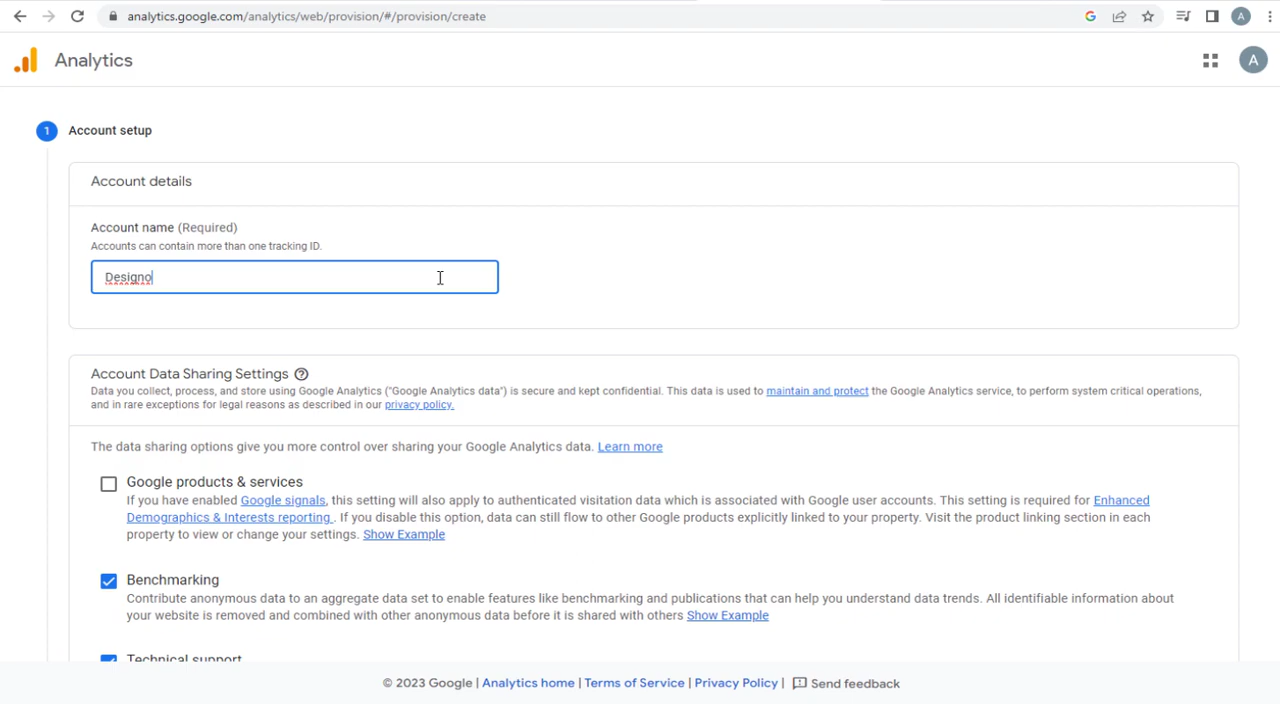 analytics.google.com/analytics/web/provision/#/provision/create
G
A
Analytics
A
1
Account setup
Account details
Account name (Required)
Accounts can contain more than one tracking ID.
Designo
Account Data Sharing Settings
Data you collect, process, and store using Google Analytics ("Google Analytics data") is secure and kept confidential. This data is used to maintain and protect the Google Analytics service, to perform system critical operations,
and in rare exceptions for legal reasons as described in our privacy policy.
The data sharing options give you more control over sharing your Google Analytics data. Learn more
Google products & services
If you have enabled Google signals, this setting will also apply to authenticated visitation data which is associated with Google user accounts. This setting is required for Enhanced
Demographics & Interests reporting . If you disable this option, data can still flow to other Google products explicitly linked to your property. Visit the product linking section in each
property to view or change your settings. Show Example
Benchmarking
Contribute anonymous data to an aggregate data set to enable features like benchmarking and publications that can help you understand data trends. All identifiable information about
your website is removed and combined with other anonymous data before it is shared with others Show Example
Technical support
© 2023 Google | Analytics home | Terms of Service | Privacy Policy | Send feedback